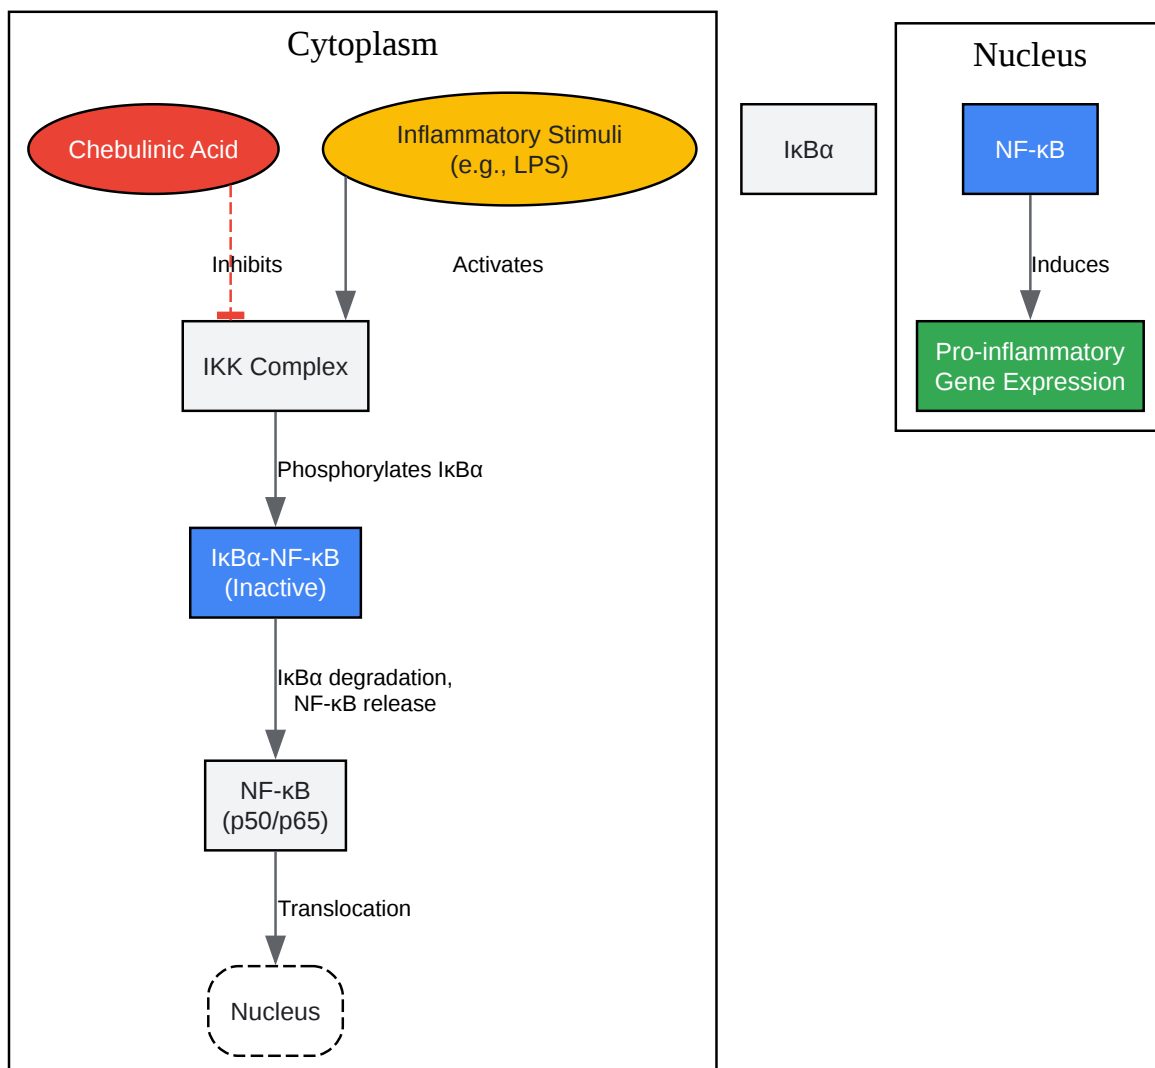 Cytoplasm
Nucleus
Chebulinic Acid
Inflammatory Stimuli
(e.g., LPS)
IκBα
NF-κB
Inhibits
Activates
Induces
IKK Complex
Pro-inflammatory
Gene Expression
Phosphorylates IκBα
IκBα-NF-κB
(Inactive)
IκBα degradation,
NF-κB release
NF-κB
(p50/p65)
Translocation
Nucleus